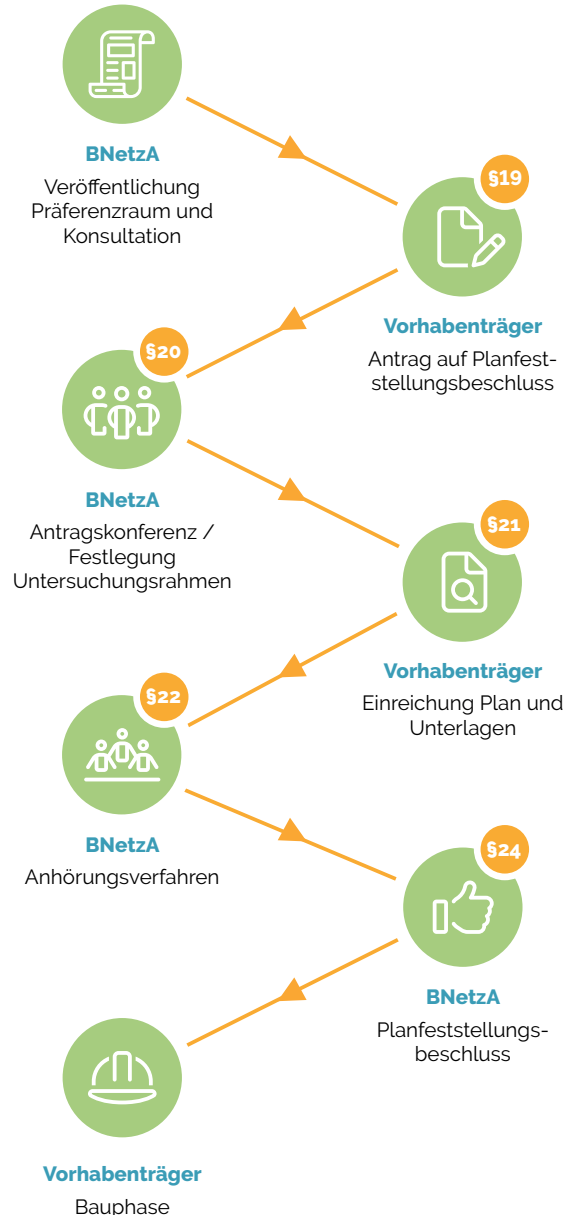 BNetzA
Veröffentlichung
Präferenzraum und
Konsultation
§19
Vorhabenträger
Antrag auf Planfest-
stellungsbeschluss
§20
BNetzA
Antragskonferenz /
Festlegung
Untersuchungsrahmen
§21
Vorhabenträger
Einreichung Plan und
Unterlagen
§22
BNetzA
Anhörungsverfahren
§24
BNetzA
Planfeststellungs-
beschluss
Vorhabenträger
Bauphase